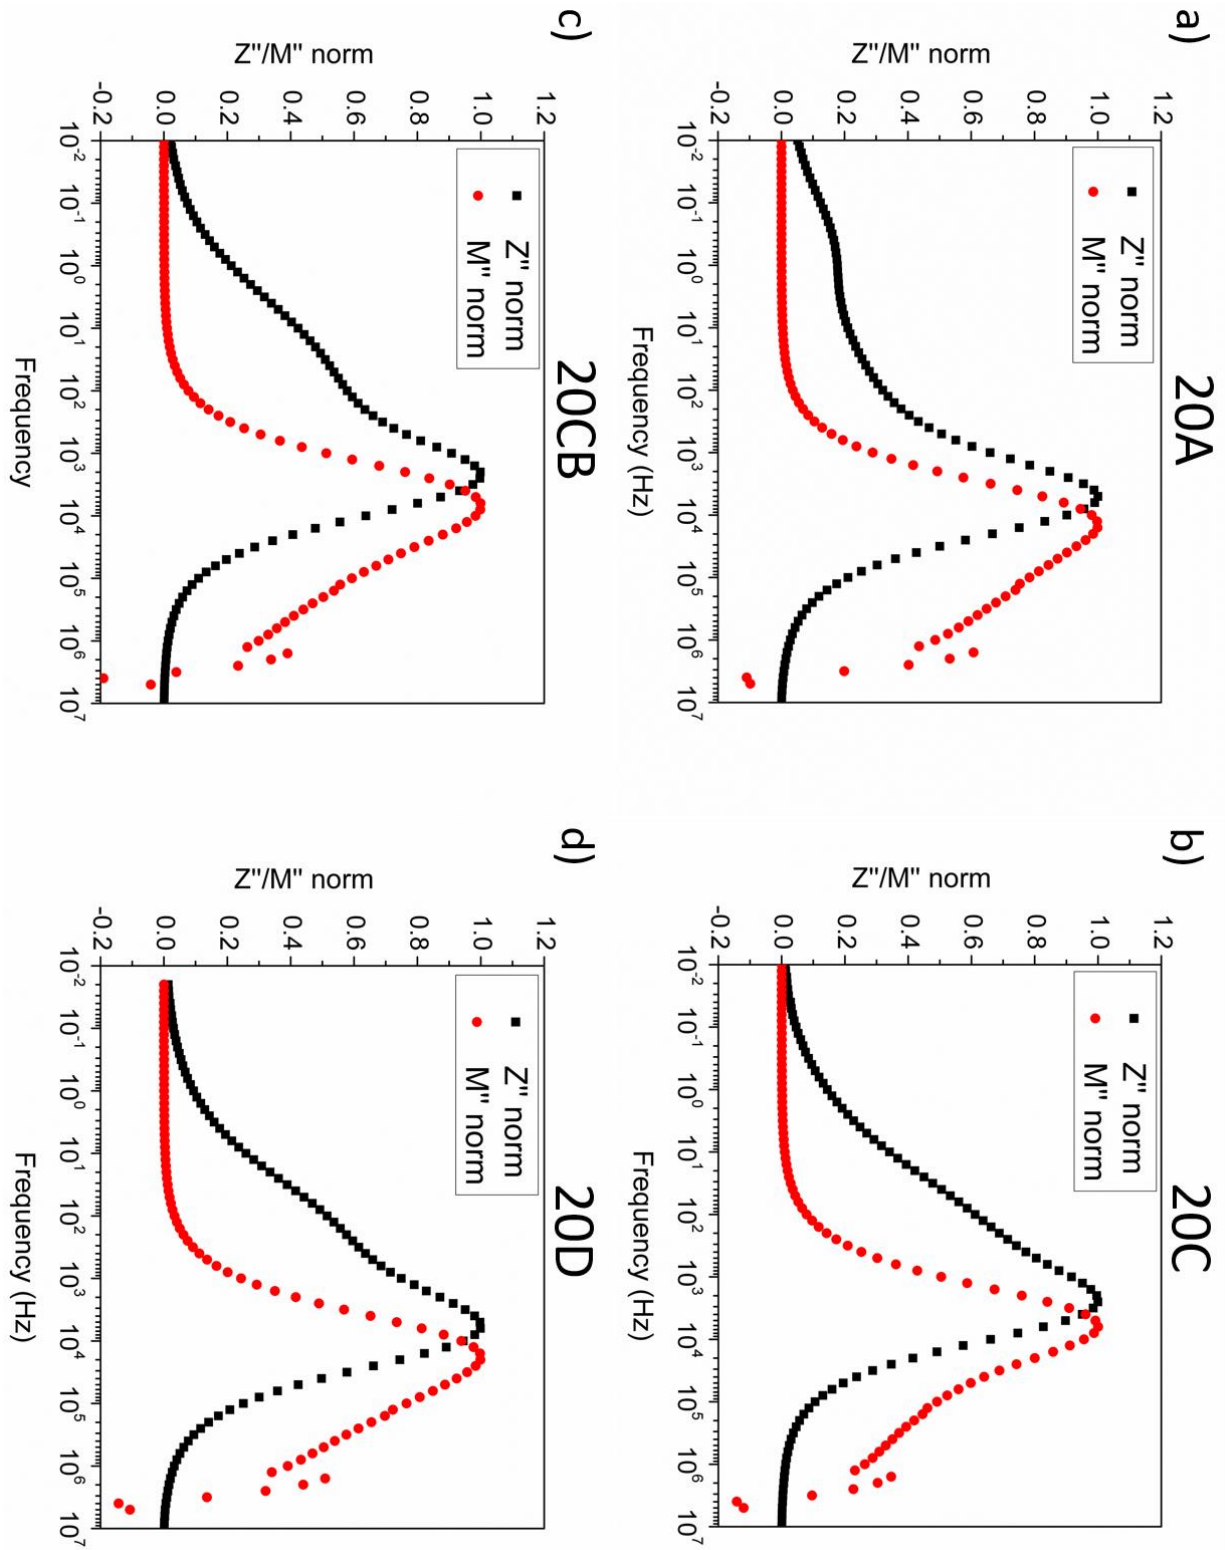 a)
20A
Z"/M" norm
1.2
1.0
0.8
0.6
0.4
0.2
0.0
-0.2
Z" norm
M" norm
10⁻² 10⁻¹ 10⁰ 10¹ 10² 10³ 10⁴ 10⁵ 10⁶ 10⁷
Frequency (Hz)
b)
20C
Z"/M" norm
1.2
1.0
0.8
0.6
0.4
0.2
0.0
-0.2
Z" norm
M" norm
10⁻² 10⁻¹ 10⁰ 10¹ 10² 10³ 10⁴ 10⁵ 10⁶ 10⁷
Frequency (Hz)
c)
20CB
Z"/M" norm
1.2
1.0
0.8
0.6
0.4
0.2
0.0
-0.2
Z" norm
M" norm
10⁻² 10⁻¹ 10⁰ 10¹ 10² 10³ 10⁴ 10⁵ 10⁶ 10⁷
Frequency
d)
20D
Z"/M" norm
1.2
1.0
0.8
0.6
0.4
0.2
0.0
-0.2
Z" norm
M" norm
10⁻² 10⁻¹ 10⁰ 10¹ 10² 10³ 10⁴ 10⁵ 10⁶ 10⁷
Frequency (Hz)